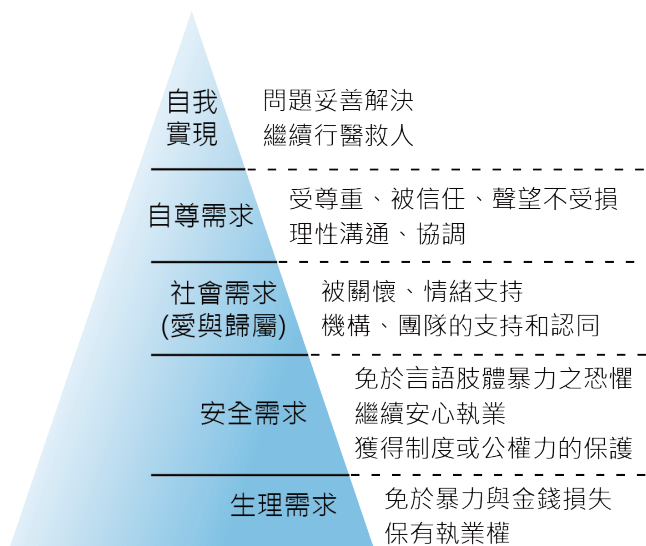 自我
實現
問題妥善解決
繼續行醫救人
自尊需求
受尊重、被信任、聲望不受損
理性溝通、協調
社會需求
(愛與歸屬)
被關懷、情緒支持
機構、團隊的支持和認同
安全需求
免於言語肢體暴力之恐懼
繼續安心執業
獲得制度或公權力的保護
生理需求
免於暴力與金錢損失
保有執業權